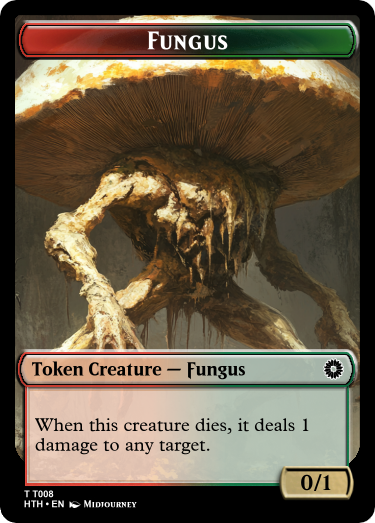 Fungus
Token Creature — Fungus
When this creature dies, it deals 1
damage to any target.
0/1
T T008
HTH • EN Midjourney